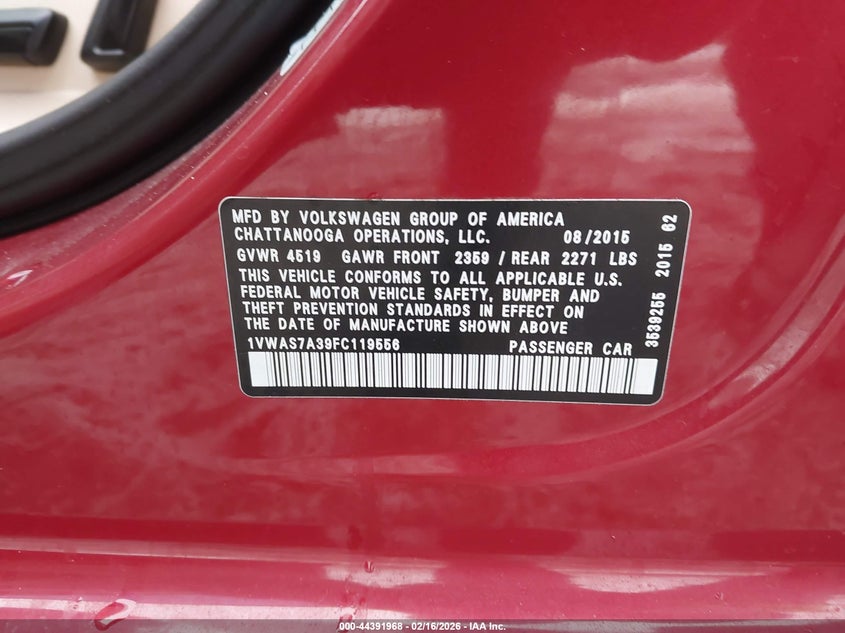 MFD BY VOLKSWAGEN GROUP OF AMERICA
CHATTANOOGA OPERATIONS, LLC. 08/2015
GVWR 4519 GAWR FRONT 2359 / REAR 2271 LBS
THIS VEHICLE CONFORMS TO ALL APPLICABLE U.S.
FEDERAL MOTOR VEHICLE SAFETY, BUMPER AND
THEFT PREVENTION STANDARDS IN EFFECT ON
THE DATE OF MANUFACTURE SHOWN ABOVE
1VWAS7A39FC119556 PASSENGER CAR
3539255 2015 62
000-44391968 - 02/16/2026 - IAA Inc.